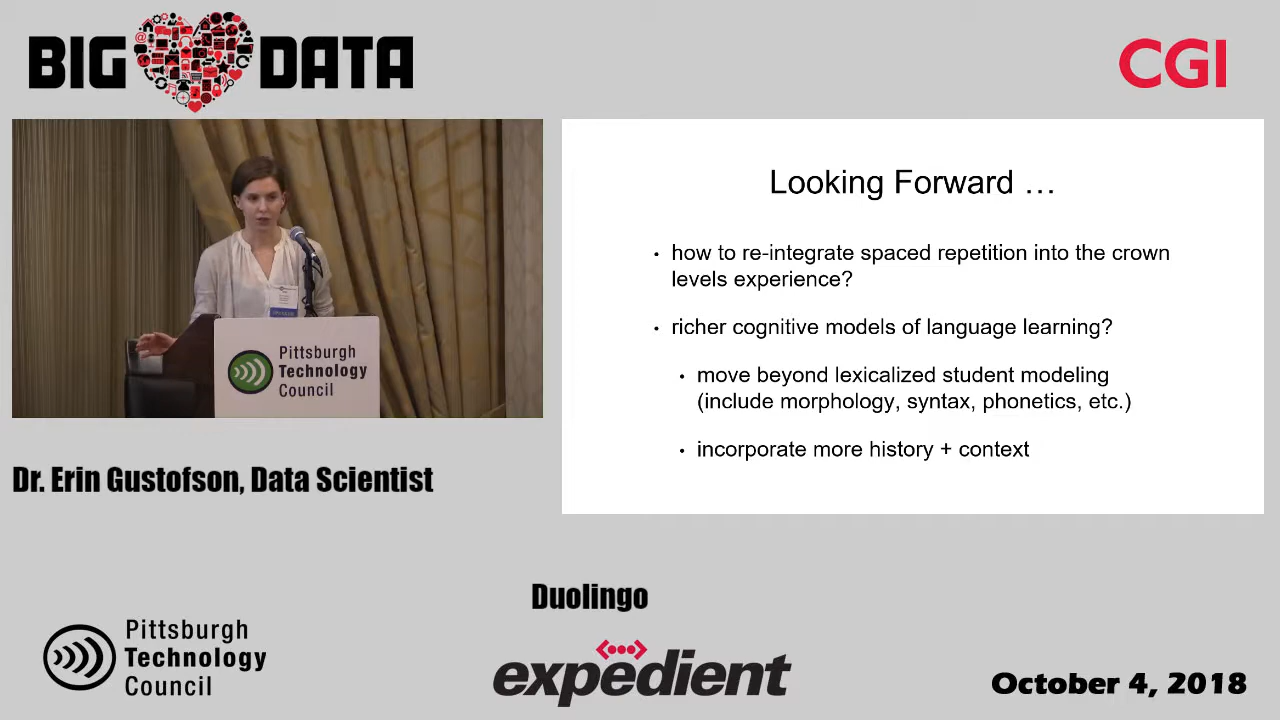 BIG DATA
CGI
Pittsburgh
Technology
Council
Looking Forward …
• how to re-integrate spaced repetition into the crown
levels experience?
• richer cognitive models of language learning?
• move beyond lexicalized student modeling
(include morphology, syntax, phonetics, etc.)
• incorporate more history + context
Dr. Erin Gustofson, Data Scientist
Duolingo
Pittsburgh
Technology
Council
expedient
October 4, 2018